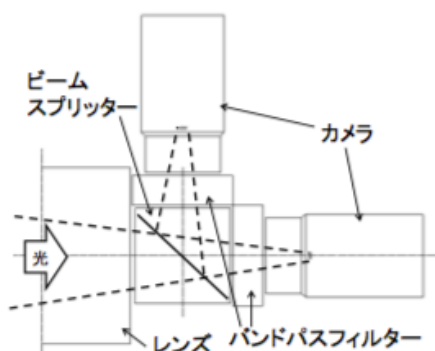 ビーム
スプリッター
カメラ
光
レンズ
バンドパスフィルター